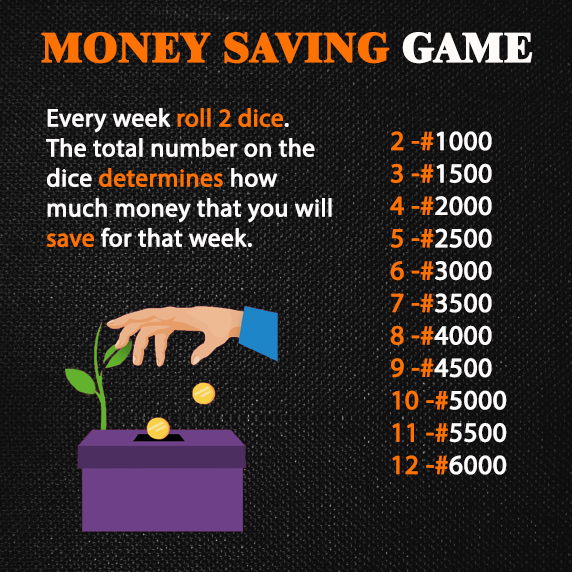 MONEY SAVING GAME
Every week roll 2 dice.
The total number on the
dice determines how
much money that you will
save for that week.
2 -#1000
3 -#1500
4 -#2000
5 -#2500
6 -#3000
7 -#3500
8 -#4000
9 -#4500
10 -#5000
11 -#5500
12 -#6000